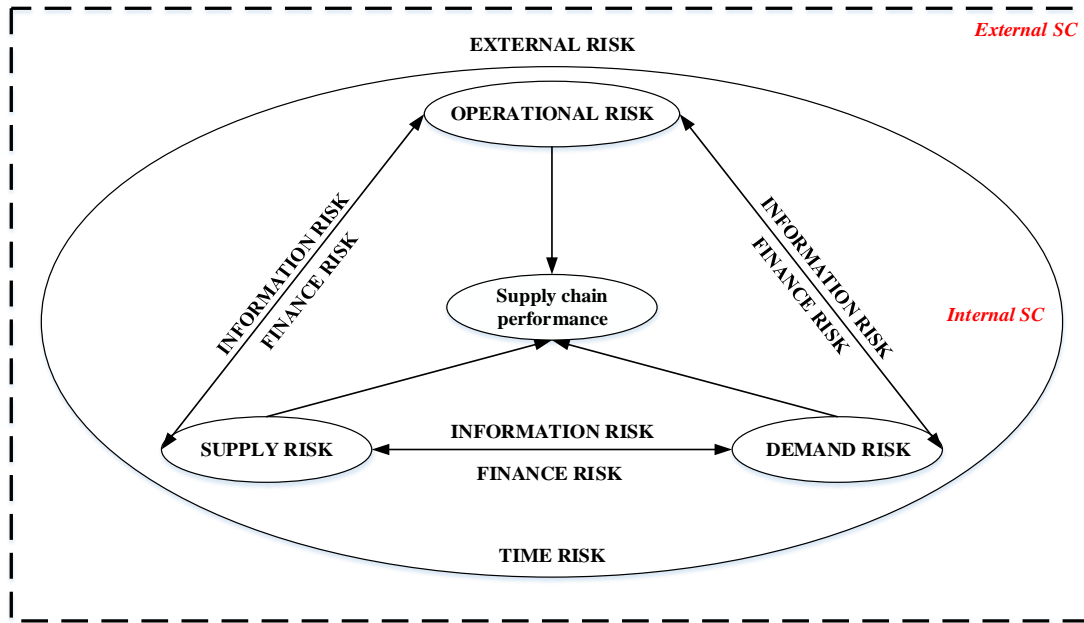 External SC
EXTERNAL RISK
OPERATIONAL RISK
INFORMATION RISK
FINANCE RISK
INFORMATION RISK
FINANCE RISK
Supply chain
performance
Internal SC
SUPPLY RISK
INFORMATION RISK
FINANCE RISK
DEMAND RISK
TIME RISK